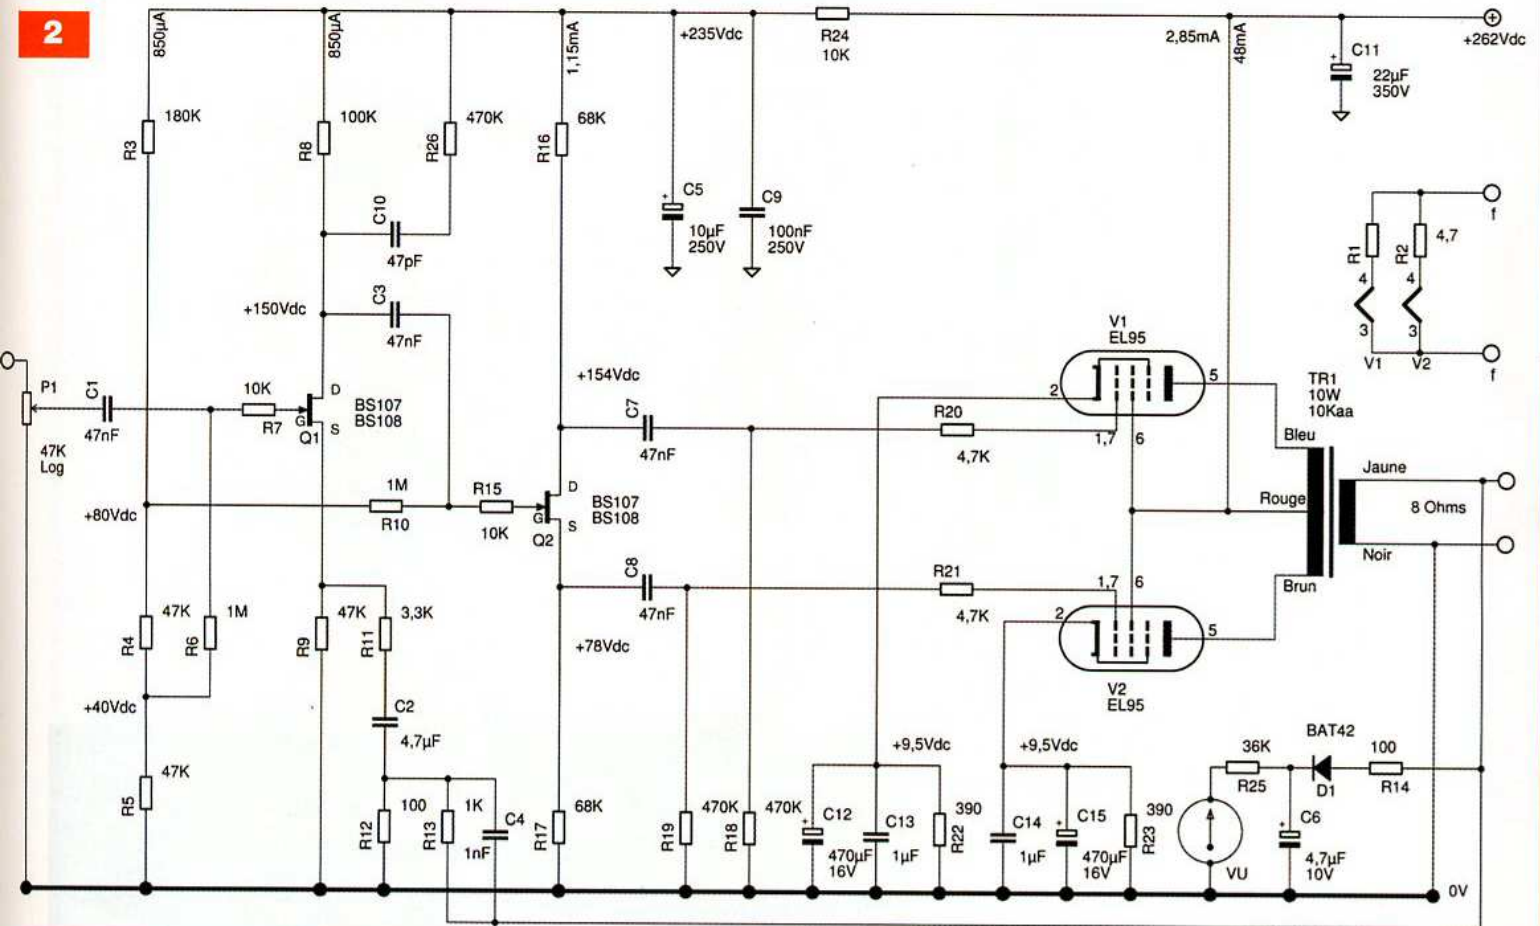 2
850µA
850µA
1,15mA
+235Vdc
R24
10K
2,85mA
48mA
+262Vdc
C11
+
22µF
350V
180K
R3
100K
R8
470K
R26
68K
R16
C5
+
10µF
250V
C9
100nF
250V
C10
47pF
C3
47nF
+150Vdc
R1
R2
4,7
4
4
3
3
V1
V2
f
f
P1
47K
Log
C1
47nF
10K
R7
D
G
S
Q1
BS107
BS108
+154Vdc
C7
47nF
R20
4,7K
V1
EL95
2
5
1,7
6
TR1
10W
10Kaa
Bleu
Rouge
Brun
Jaune
8 Ohms
Noir
+80Vdc
1M
R10
R15
10K
D
G
S
Q2
BS107
BS108
C8
47nF
+78Vdc
R21
4,7K
1,7
6
2
5
V2
EL95
47K
R4
1M
R6
47K
R9
3,3K
R11
+40Vdc
C2
4,7µF
47K
R5
100
R12
1K
R13
C4
1nF
68K
R17
470K
R19
470K
R18
+9,5Vdc
C12
+
470µF
16V
C13
1µF
390
R22
+9,5Vdc
C14
1µF
C15
+
470µF
16V
390
R23
VU
36K
R25
BAT42
D1
100
R14
C6
+
4,7µF
10V
0V